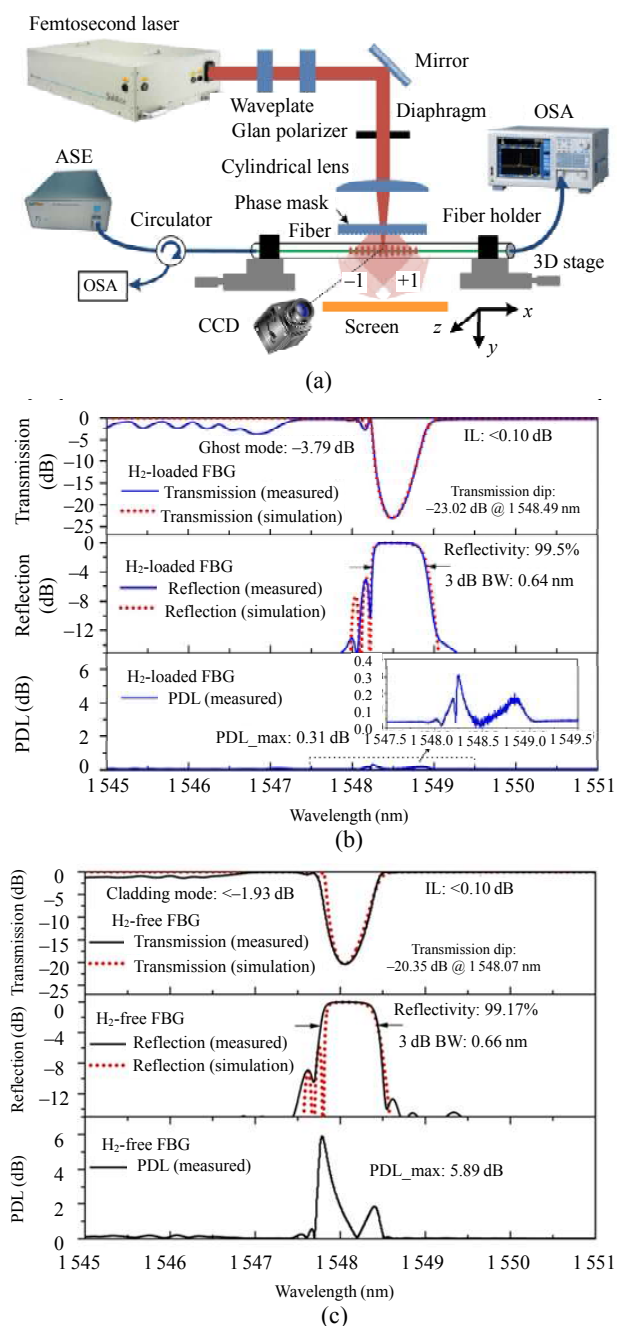 Femtosecond laser
Mirror
Waveplate
Glan polarizer
Diaphragm
OSA
ASE
Cylindrical lens
Circulator
Phase mask
Fiber
Fiber holder
OSA
3D stage
–1
+1
CCD
Screen
x
z
y
(a)
Transmission (dB)
0
–5
–10
–15
–20
–25
Ghost mode: –3.79 dB
IL: <0.10 dB
H₂-loaded FBG
Transmission (measured)
Transmission (simulation)
Transmission dip:
–23.02 dB @ 1 548.49 nm
Reflection (dB)
0
–4
–8
–12
H₂-loaded FBG
Reflection (measured)
Reflection (simulation)
Reflectivity: 99.5%
3 dB BW: 0.64 nm
PDL (dB)
6
4
2
0
H₂-loaded FBG
PDL (measured)
PDL_max: 0.31 dB
0.4
0.3
0.2
0.1
0.0
1 547.5 1 548.0 1 548.5 1 549.0 1 549.5
1 545 1 546 1 547 1 548 1 549 1 550 1 551
Wavelength (nm)
(b)
Transmission (dB)
0
–5
–10
–15
–20
–25
Cladding mode: <–1.93 dB
IL: <0.10 dB
H₂-free FBG
Transmission (measured)
Transmission (simulation)
Transmission dip:
–20.35 dB @ 1 548.07 nm
Reflection (dB)
0
–4
–8
–12
H₂-free FBG
Reflection (measured)
Reflection (simulation)
Reflectivity: 99.17%
3 dB BW: 0.66 nm
PDL (dB)
6
4
2
0
H₂-free FBG
PDL (measured)
PDL_max: 5.89 dB
1 545 1 546 1 547 1 548 1 549 1 550 1 551
Wavelength (nm)
(c)